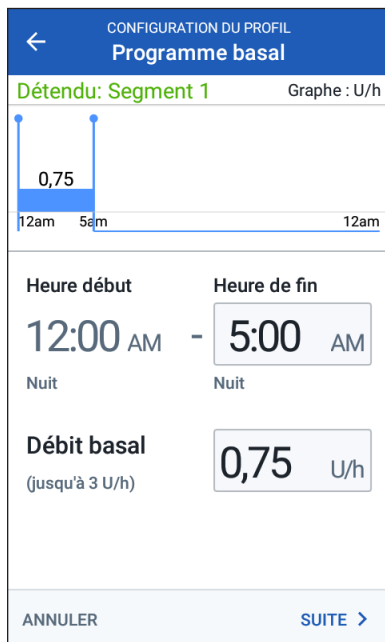 CONFIGURATION DU PROFIL
Programme basal
Détendu: Segment 1 Graphe : U/h
0,75
12am 5am 12am
Heure début Heure de fin
12:00 AM - 5:00 AM
Nuit Nuit
Débit basal 0,75 U/h
(jusqu'à 3 U/h)
ANNULER SUITE